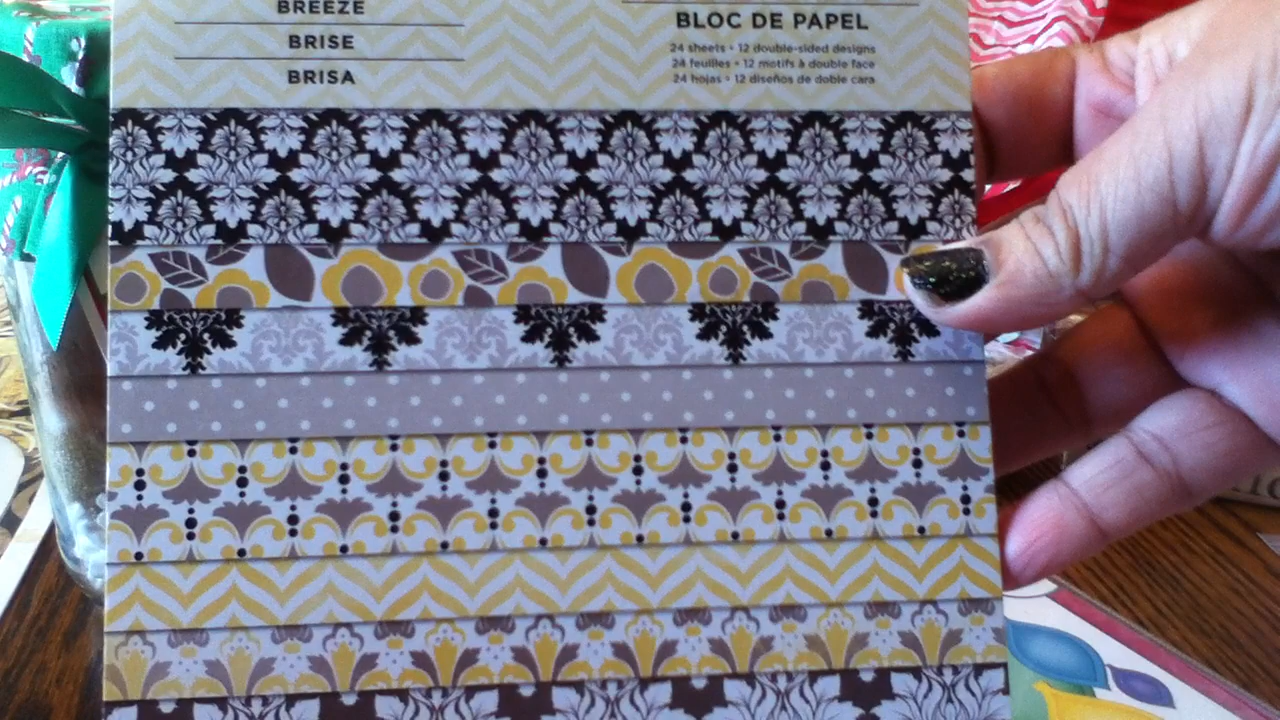 BREEZE
BRISE
BRISA
BLOC DE PAPEL
24 sheets • 12 double-sided designs
24 feuilles • 12 motifs à double face
24 hojas • 12 diseños de doble cara